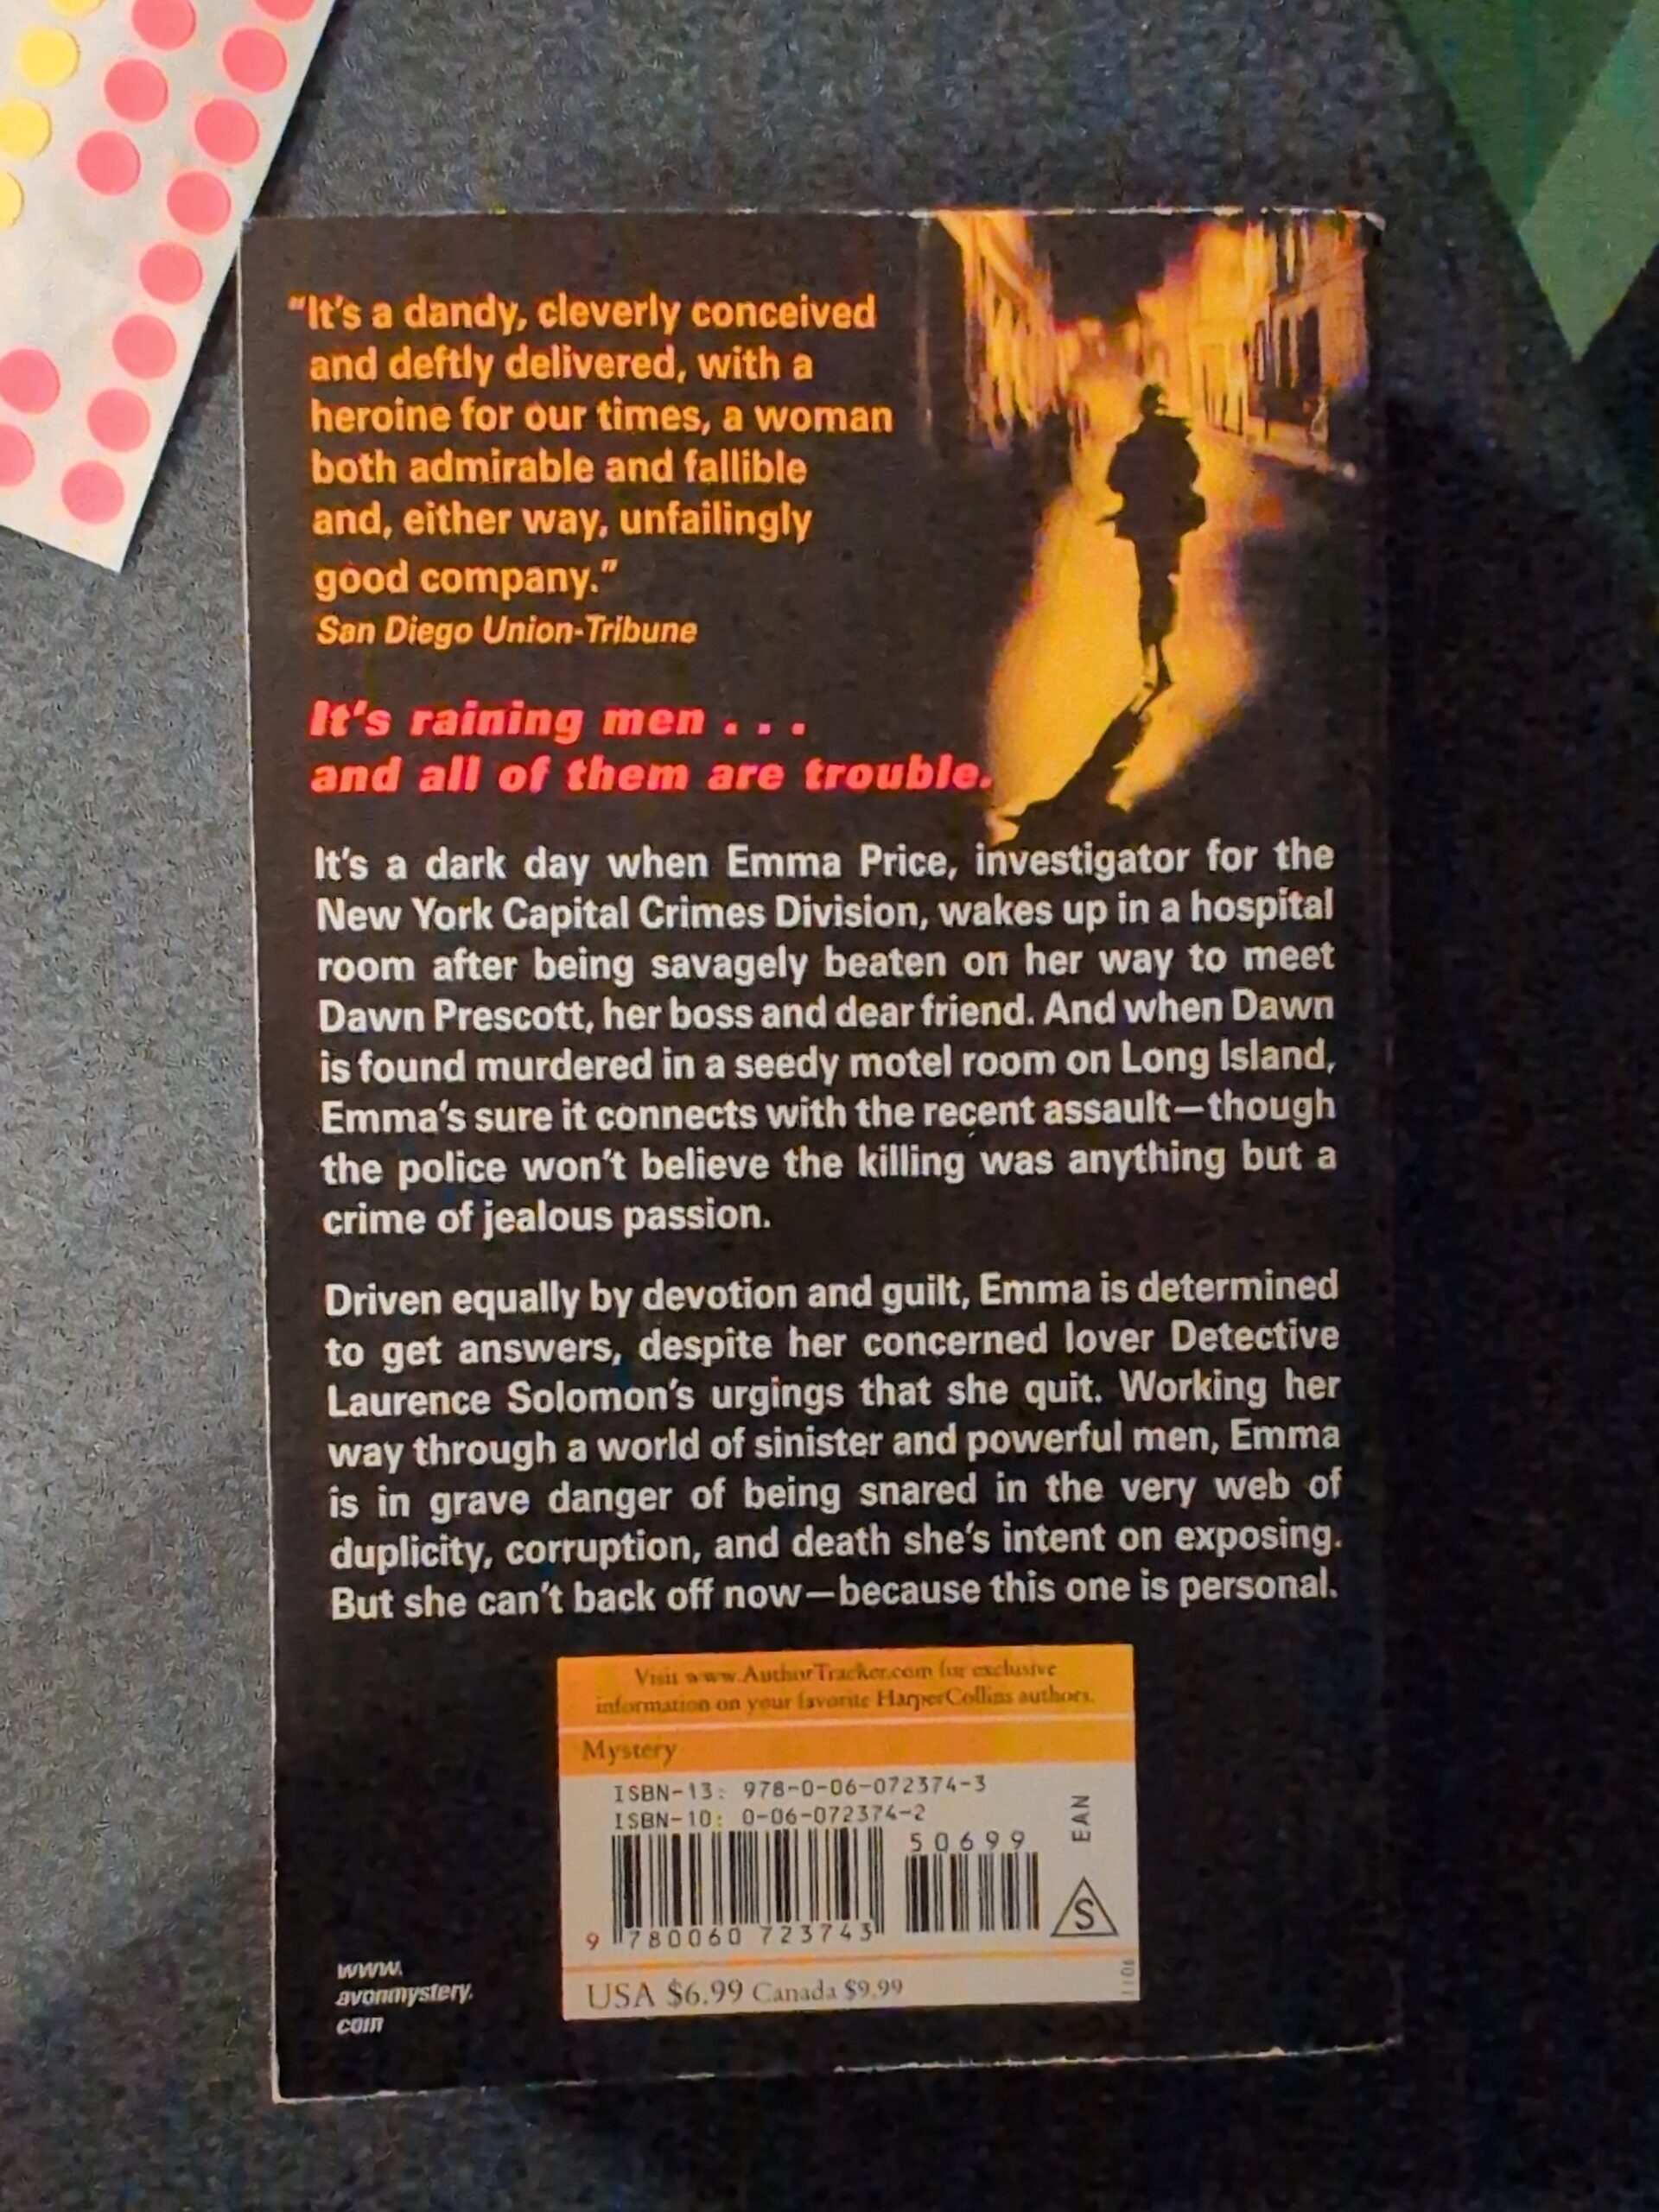 "It's a dandy, cleverly conceived
and deftly delivered, with a
heroine for our times, a woman
both admirable and fallible
and, either way, unfailingly
good company."
San Diego Union-Tribune
It's raining men . . .
and all of them are trouble.
It's a dark day when Emma Price, investigator for the
New York Capital Crimes Division, wakes up in a hospital
room after being savagely beaten on her way to meet
Dawn Prescott, her boss and dear friend. And when Dawn
is found murdered in a seedy motel room on Long Island,
Emma's sure it connects with the recent assault—though
the police won't believe the killing was anything but a
crime of jealous passion.
Driven equally by devotion and guilt, Emma is determined
to get answers, despite her concerned lover Detective
Laurence Solomon's urgings that she quit. Working her
way through a world of sinister and powerful men, Emma
is in grave danger of being snared in the very web of
duplicity, corruption, and death she's intent on exposing.
But she can't back off now—because this one is personal.
Visit www.AuthorTracker.com for exclusive
information on your favorite HarperCollins authors.
Mystery
ISBN-13: 978-0-06-072374-3
ISBN-10: 0-06-072374-2
50699
EAN
S
9 780060 723743
USA $6.99 Canada $9.99
1106
www.
avonmystery.
com